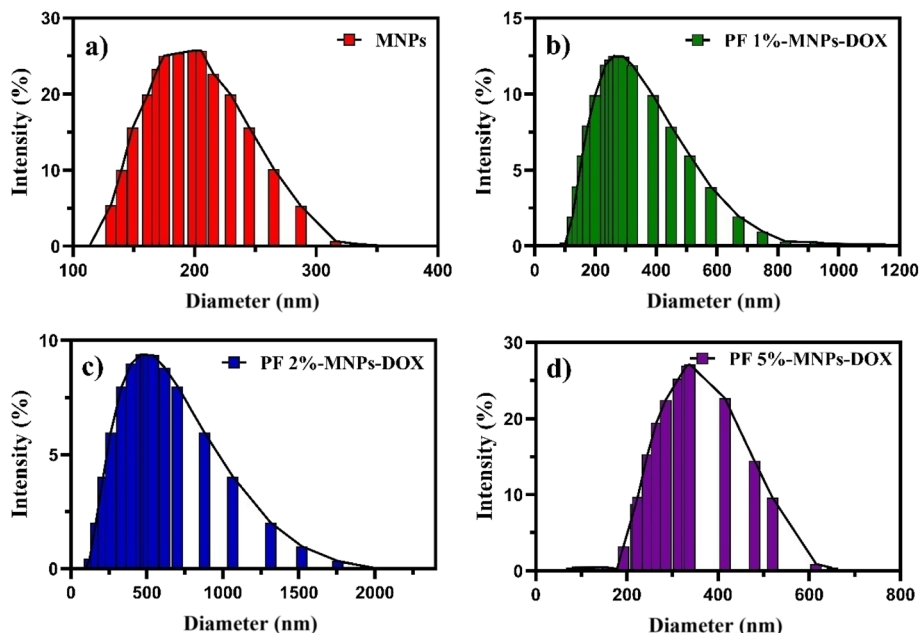 a)
MNPs
Intensity (%)
30
20
10
0
100 200 300 400
Diameter (nm)
b)
PF 1%-MNPs-DOX
Intensity (%)
15
10
5
0
0 200 400 600 800 1000 1200
Diameter (nm)
c)
PF 2%-MNPs-DOX
Intensity (%)
10
5
0
0 500 1000 1500 2000
Diameter (nm)
d)
PF 5%-MNPs-DOX
Intensity (%)
30
20
10
0
0 200 400 600 800
Diameter (nm)